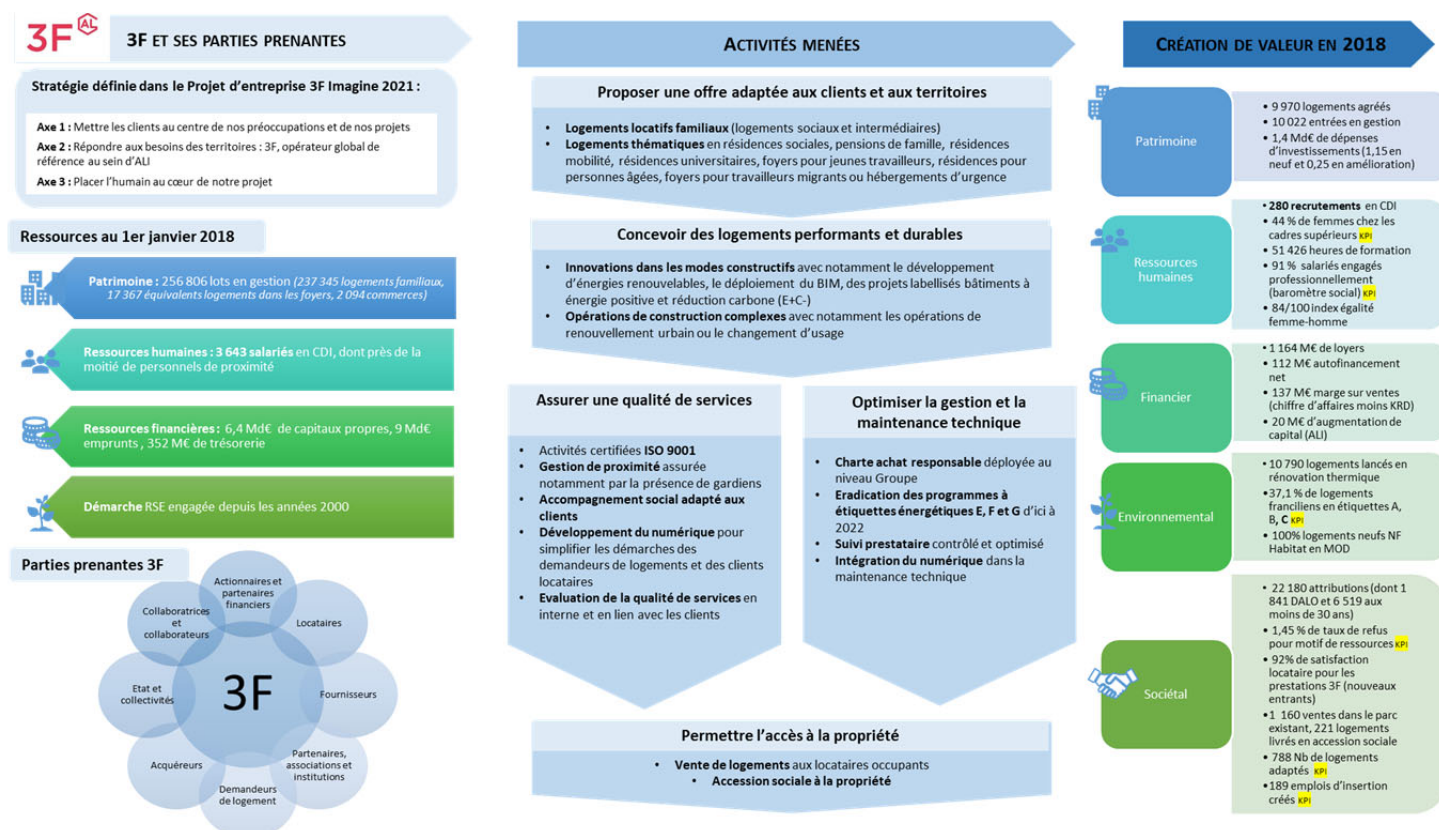 3F AL
3F ET SES PARTIES PRENANTES
Stratégie définie dans le Projet d'entreprise 3F Imagine 2021 :
Axe 1 : Mettre les clients au centre de nos préoccupations et de nos projets
Axe 2 : Répondre aux besoins des territoires : 3F, opérateur global de
référence au sein d'ALI
Axe 3 : Placer l'humain au cœur de notre projet
Ressources au 1er janvier 2018
Patrimoine : 256 806 lots en gestion (237 345 logements familiaux,
17 367 équivalents logements dans les foyers, 2 094 commerces)
Ressources humaines : 3 643 salariés en CDI, dont près de la
moitié de personnels de proximité
Ressources financières : 6,4 Md€ de capitaux propres, 9 Md€
emprunts , 352 M€ de trésorerie
Démarche RSE engagée depuis les années 2000
Parties prenantes 3F
Actionnaires et
partenaires
financiers
Locataires
Fournisseurs
Partenaires,
associations et
institutions
Demandeurs
de logement
Acquéreurs
Etat et
collectivités
Collaboratrices
et
collaborateurs
3F
ACTIVITÉS MENÉES
Proposer une offre adaptée aux clients et aux territoires
• Logements locatifs familiaux (logements sociaux et intermédiaires)
• Logements thématiques en résidences sociales, pensions de famille, résidences
mobilité, résidences universitaires, foyers pour jeunes travailleurs, résidences pour
personnes âgées, foyers pour travailleurs migrants ou hébergements d'urgence
Concevoir des logements performants et durables
• Innovations dans les modes constructifs avec notamment le développement
d'énergies renouvelables, le déploiement du BIM, des projets labellisés bâtiments à
énergie positive et réduction carbone (E+C-)
• Opérations de construction complexes avec notamment les opérations de
renouvellement urbain ou le changement d'usage
Assurer une qualité de services
• Activités certifiées ISO 9001
• Gestion de proximité assurée
notamment par la présence de gardiens
• Accompagnement social adapté aux
clients
• Développement du numérique pour
simplifier les démarches des
demandeurs de logements et des clients
locataires
• Evaluation de la qualité de services en
interne et en lien avec les clients
Optimiser la gestion et la
maintenance technique
• Charte achat responsable déployée au
niveau Groupe
• Eradication des programmes à
étiquettes énergétiques E, F et G d'ici à
2022
• Suivi prestataire contrôlé et optimisé
• Intégration du numérique dans la
maintenance technique
Permettre l'accès à la propriété
• Vente de logements aux locataires occupants
• Accession sociale à la propriété
CRÉATION DE VALEUR EN 2018
Patrimoine
• 9 970 logements agréés
• 10 022 entrées en gestion
• 1,4 Md€ de dépenses
d'investissements (1,15 en
neuf et 0,25 en amélioration)
Ressources
humaines
• 280 recrutements en CDI
• 44 % de femmes chez les
cadres supérieurs KPI
• 51 426 heures de formation
• 91 % salariés engagés
professionnellement
(baromètre social) KPI
• 84/100 index égalité
femme-homme
Financier
• 1 164 M€ de loyers
• 112 M€ autofinancement
net
• 137 M€ marge sur ventes
(chiffre d'affaires moins KRD)
• 20 M€ d'augmentation de
capital (ALI)
Environnemental
• 10 790 logements lancés en
rénovation thermique
• 37,1 % de logements
franciliens en étiquettes A,
B, C KPI
• 100% logements neufs NF
Habitat en MOD
Sociétal
• 22 180 attributions (dont 1
841 DALO et 6 519 aux
moins de 30 ans)
• 1,45 % de taux de refus
pour motif de ressources KPI
• 92% de satisfaction
locataire pour les
prestations 3F (nouveaux
entrants)
• 1 160 ventes dans le parc
existant, 221 logements
livrés en accession sociale
• 788 Nb de logements
adaptés KPI
• 189 emplois d'insertion
créés KPI